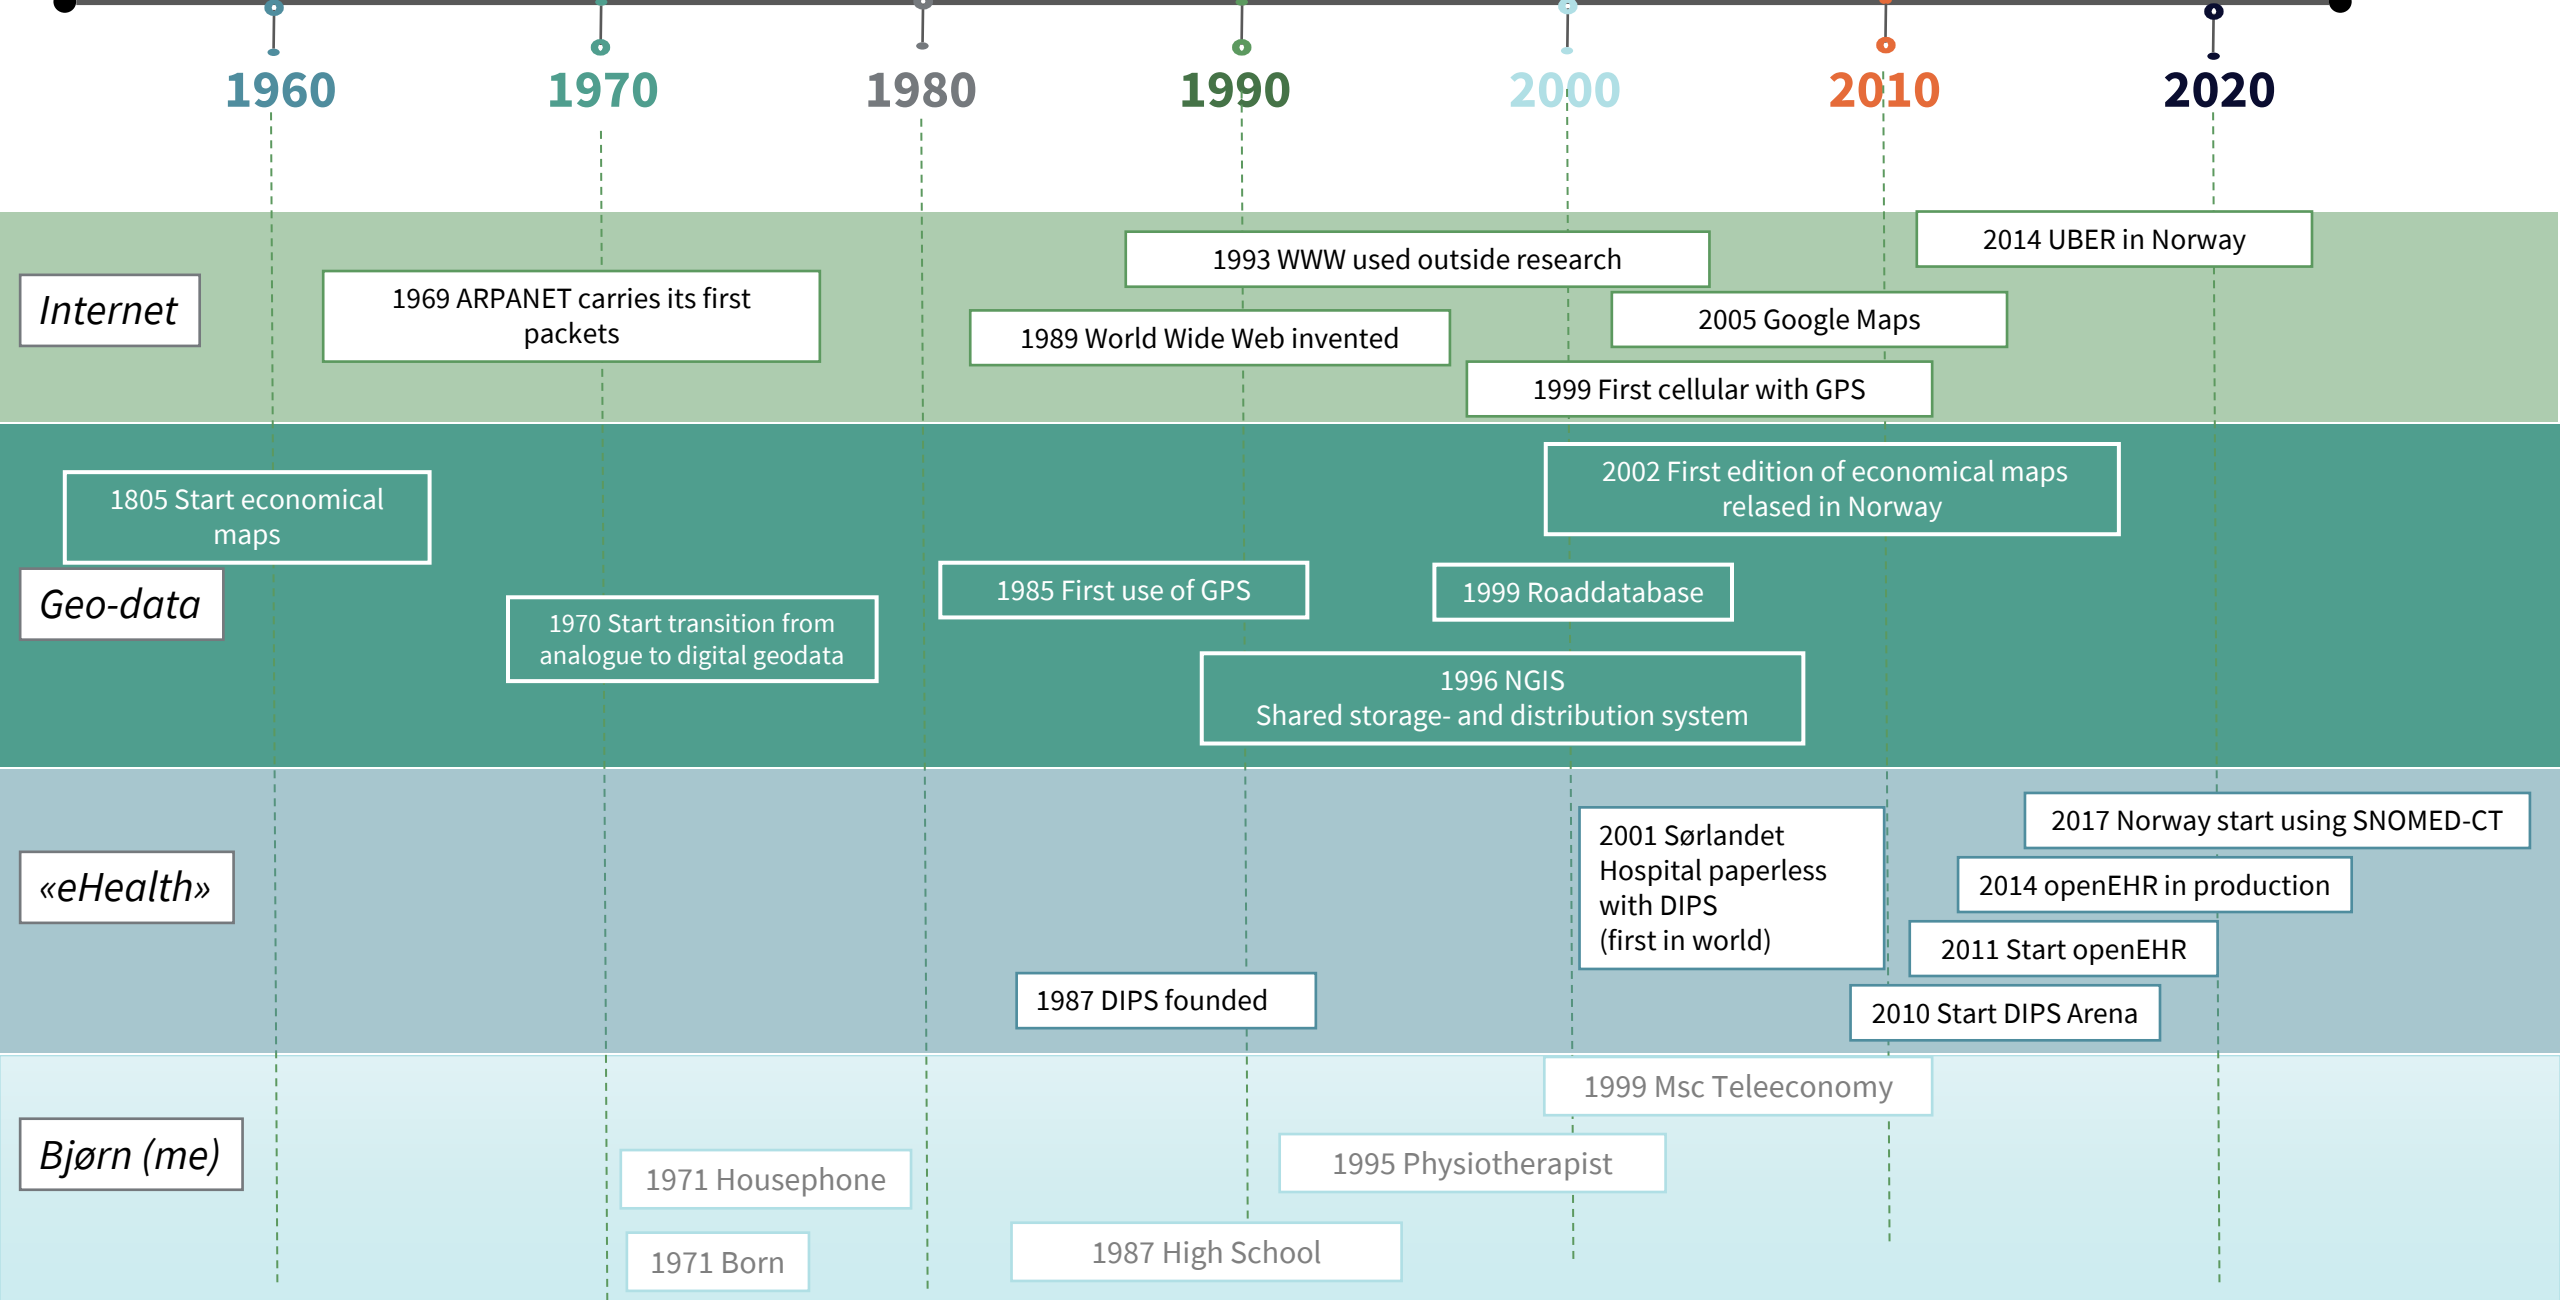 1960 1970 1980 1990 2000 2010 2020
Internet
1969 ARPANET carries its first
packets
1993 WWW used outside research
1989 World Wide Web invented
2014 UBER in Norway
2005 Google Maps
1999 First cellular with GPS
Geo-data
1805 Start economical
maps
1970 Start transition from
analogue to digital geodata
1985 First use of GPS
2002 First edition of economical maps
relased in Norway
1999 Roaddatabase
1996 NGIS
Shared storage- and distribution system
«eHealth»
1987 DIPS founded
2001 Sørlandet
Hospital paperless
with DIPS
(first in world)
2017 Norway start using SNOMED-CT
2014 openEHR in production
2011 Start openEHR
2010 Start DIPS Arena
Bjørn (me)
1971 Housephone
1971 Born
1999 Msc Teleeconomy
1995 Physiotherapist
1987 High School